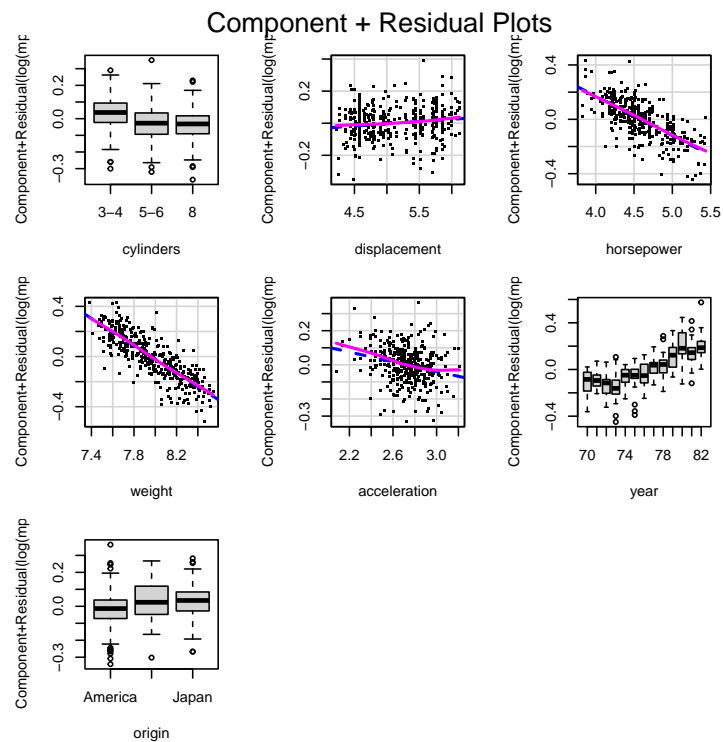 Component + Residual Plots
Component+Residual(log(mp
0.2
0.0
−0.3
3−4 5−6 8
cylinders
Component+Residual(log(mp
0.2
−0.2
4.5 5.5
displacement
Component+Residual(log(mp
0.4
0.0
−0.4
4.0 4.5 5.0 5.5
horsepower
Component+Residual(log(mp
0.4
0.0
−0.4
7.4 7.8 8.2
weight
Component+Residual(log(mp
0.2
0.0
−0.3
2.2 2.6 3.0
acceleration
Component+Residual(log(mp
0.4
0.0
−0.4
70 74 78 82
year
Component+Residual(log(mp
0.2
0.0
−0.3
America Japan
origin